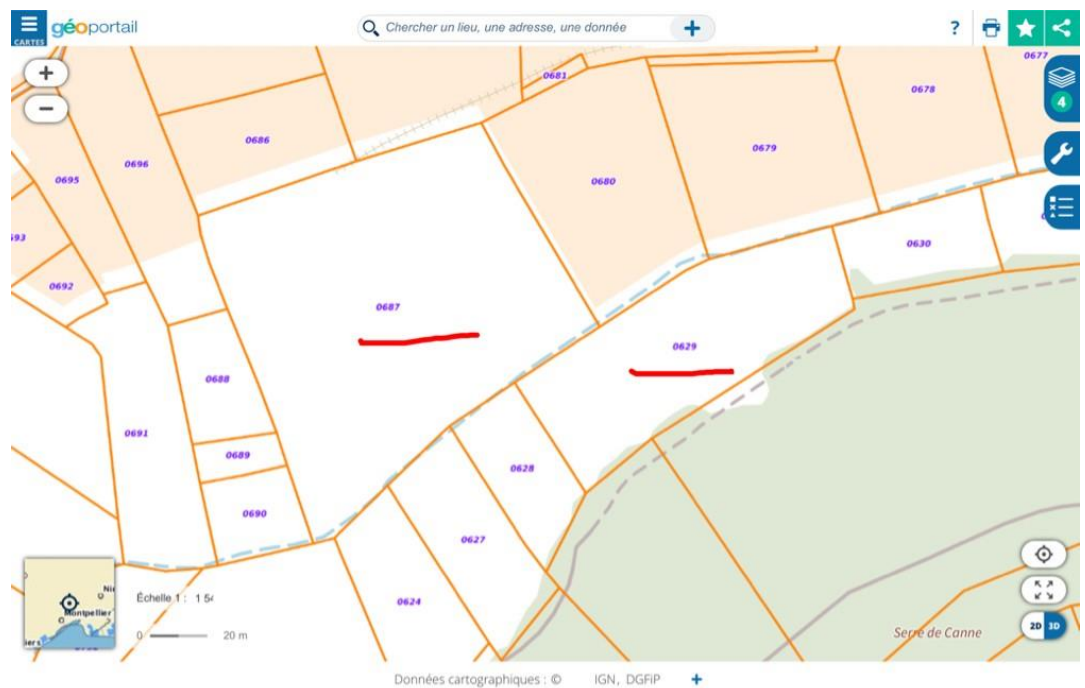 CARTES
géoportail
Chercher un lieu, une adresse, une donnée
+
?
+
−
4
0677
0681
0678
0686
0679
0696
0695
0680
0693
0630
0692
0687
0629
0688
0691
0689
0628
0690
0627
0624
Montpellier
Échelle 1 : 1 54
0
20 m
Serre de Canne
2D
3D
Données cartographiques : © IGN, DGFiP +